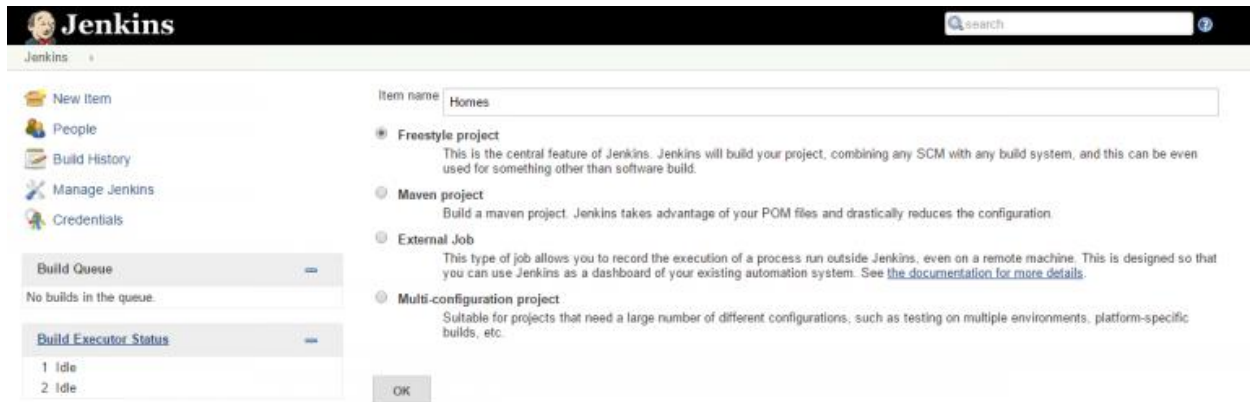 Jenkins
search
Jenkins
New Item
People
Build History
Manage Jenkins
Credentials
Build Queue
No builds in the queue.
Build Executor Status
1 Idle
2 Idle
Item name Homes
Freestyle project
This is the central feature of Jenkins. Jenkins will build your project, combining any SCM with any build system, and this can be even
used for something other than software build.
Maven project
Build a maven project. Jenkins takes advantage of your POM files and drastically reduces the configuration.
External Job
This type of job allows you to record the execution of a process run outside Jenkins, even on a remote machine. This is designed so that
you can use Jenkins as a dashboard of your existing automation system. See the documentation for more details.
Multi-configuration project
Suitable for projects that need a large number of different configurations, such as testing on multiple environments, platform-specific
builds, etc.
OK